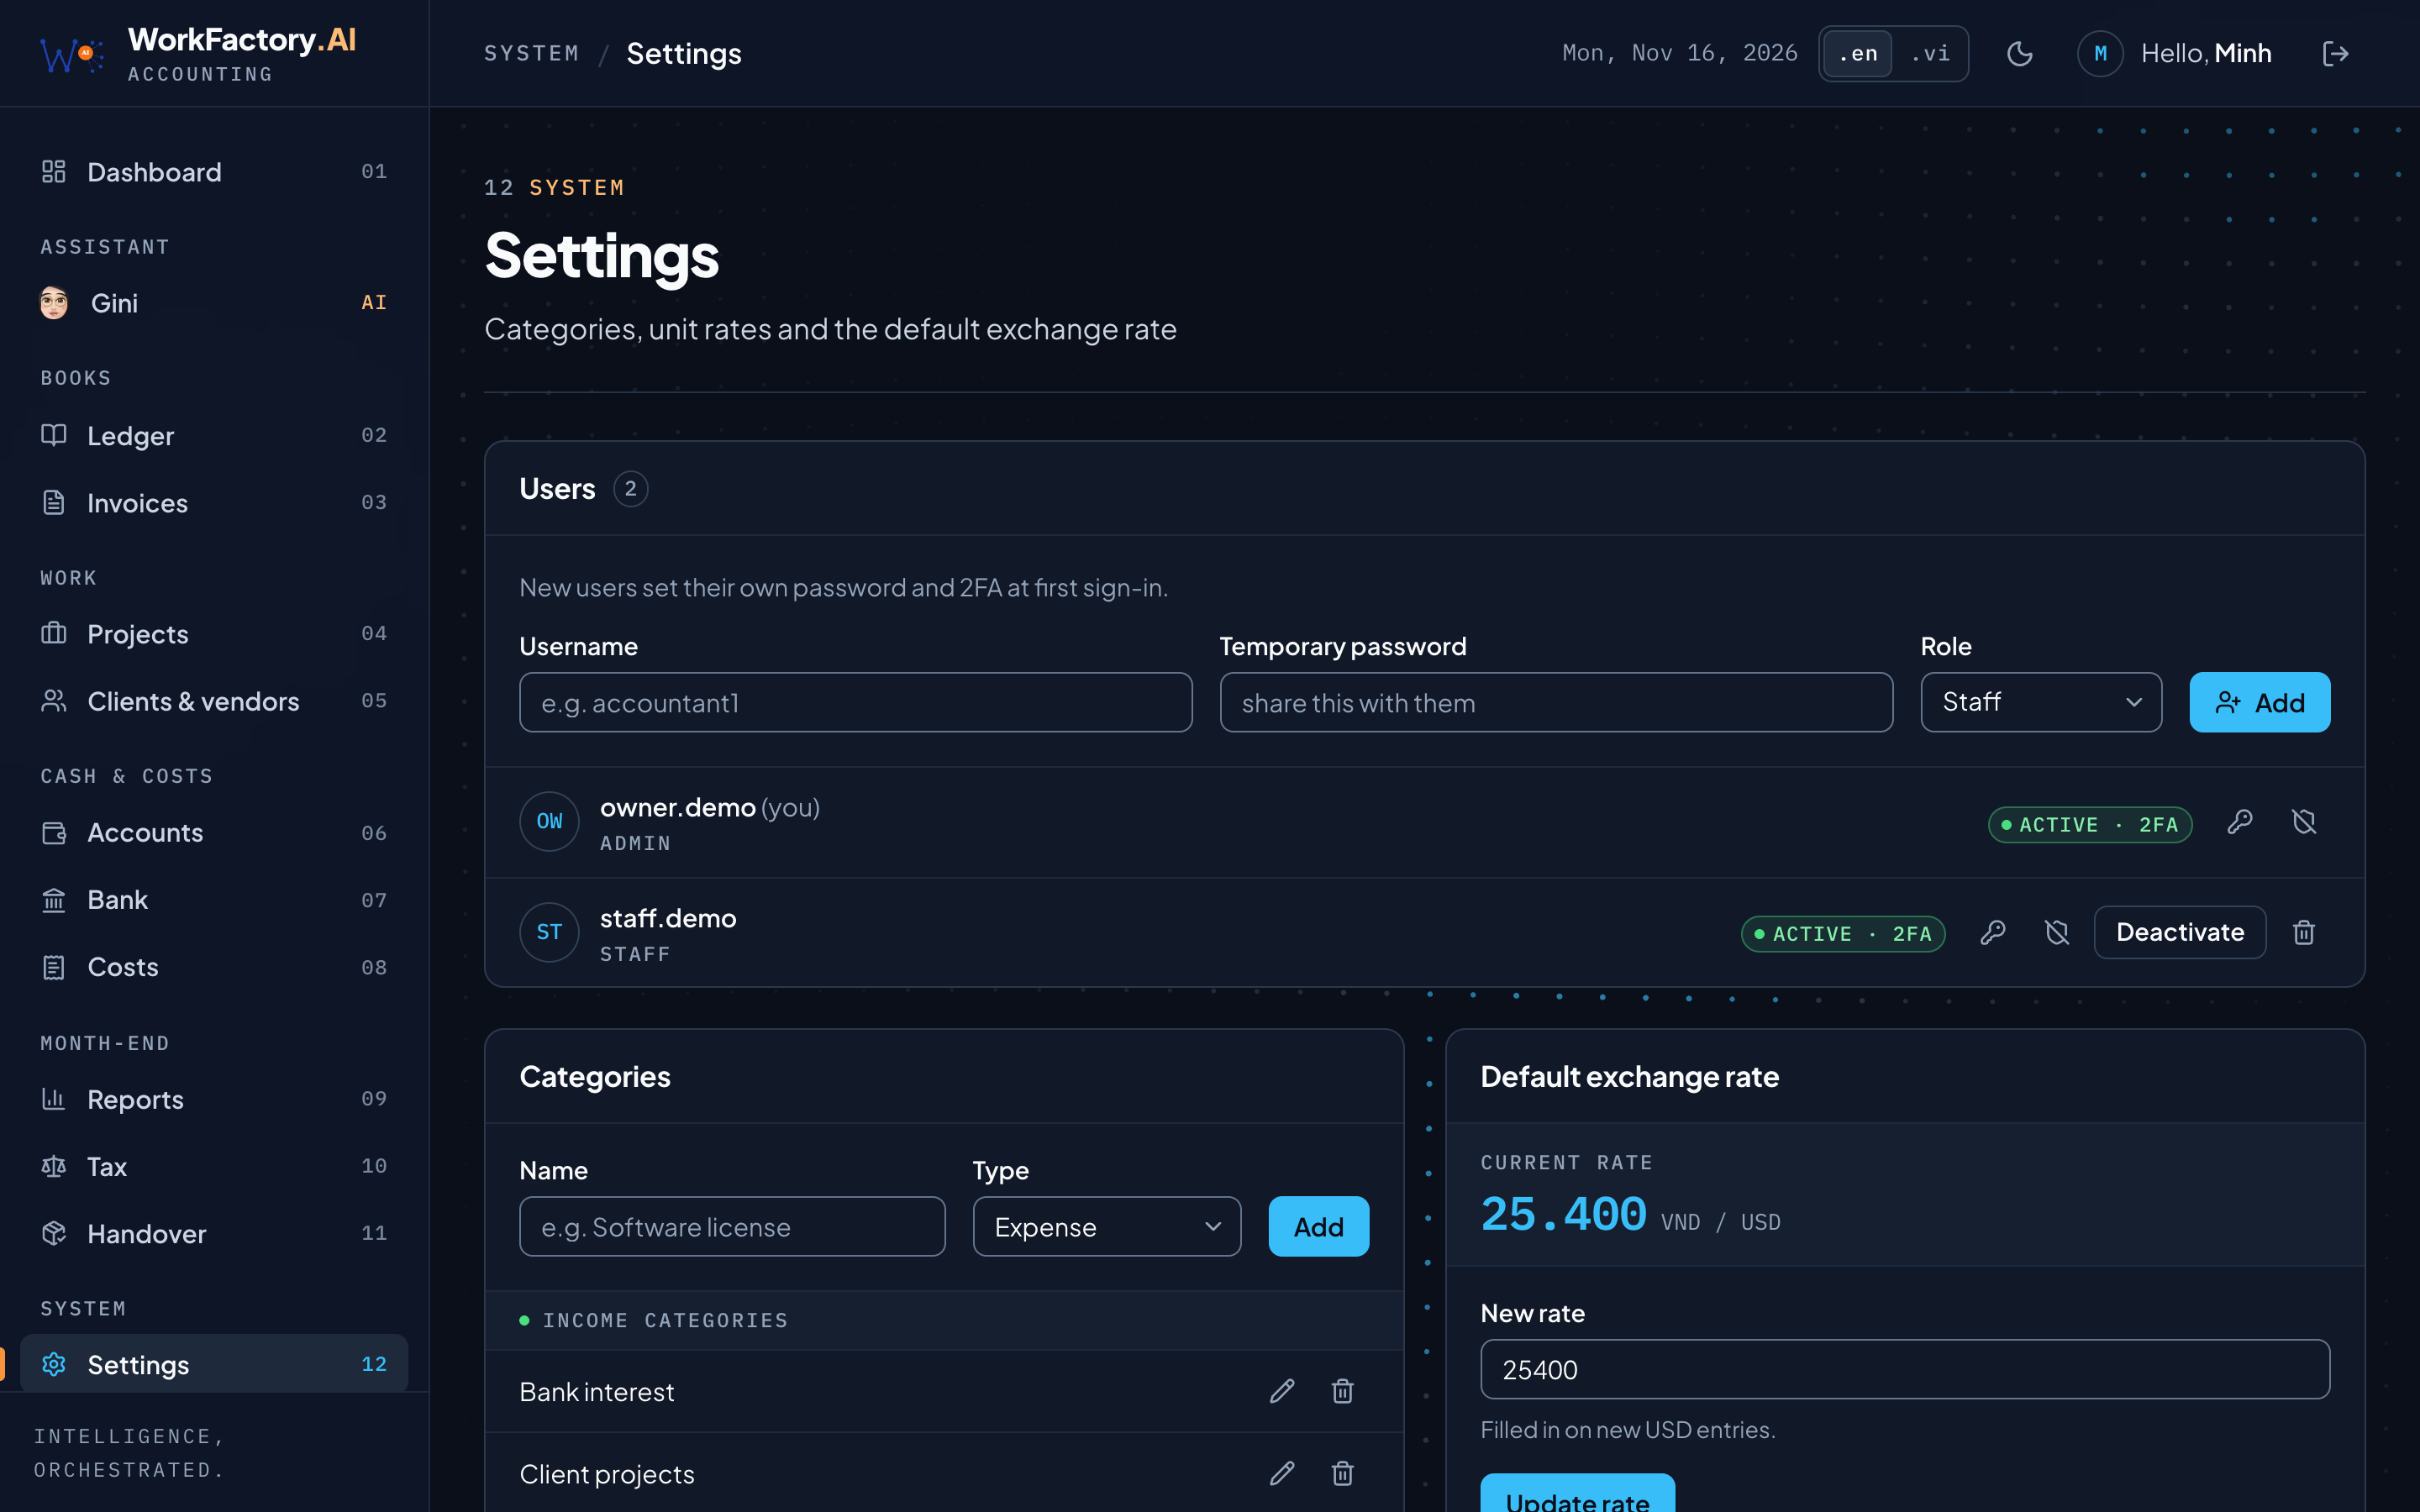 WorkFactory.AI
ACCOUNTING
SYSTEM / Settings
Mon, Nov 16, 2026
.en .vi
M Hello, Minh
Dashboard 01
ASSISTANT
Gini AI
BOOKS
Ledger 02
Invoices 03
WORK
Projects 04
Clients & vendors 05
CASH & COSTS
Accounts 06
Bank 07
Costs 08
MONTH-END
Reports 09
Tax 10
Handover 11
SYSTEM
Settings 12
INTELLIGENCE,
ORCHESTRATED.
12 SYSTEM
Settings
Categories, unit rates and the default exchange rate
Users 2
New users set their own password and 2FA at first sign-in.
Username Temporary password Role
e.g. accountant1 share this with them Staff Add
OW owner.demo (you) ACTIVE · 2FA
ADMIN
ST staff.demo ACTIVE · 2FA Deactivate
STAFF
Categories
Name Type
e.g. Software license Expense Add
INCOME CATEGORIES
Bank interest
Client projects
Default exchange rate
CURRENT RATE
25.400 VND / USD
New rate
25400
Filled in on new USD entries.
Update rate